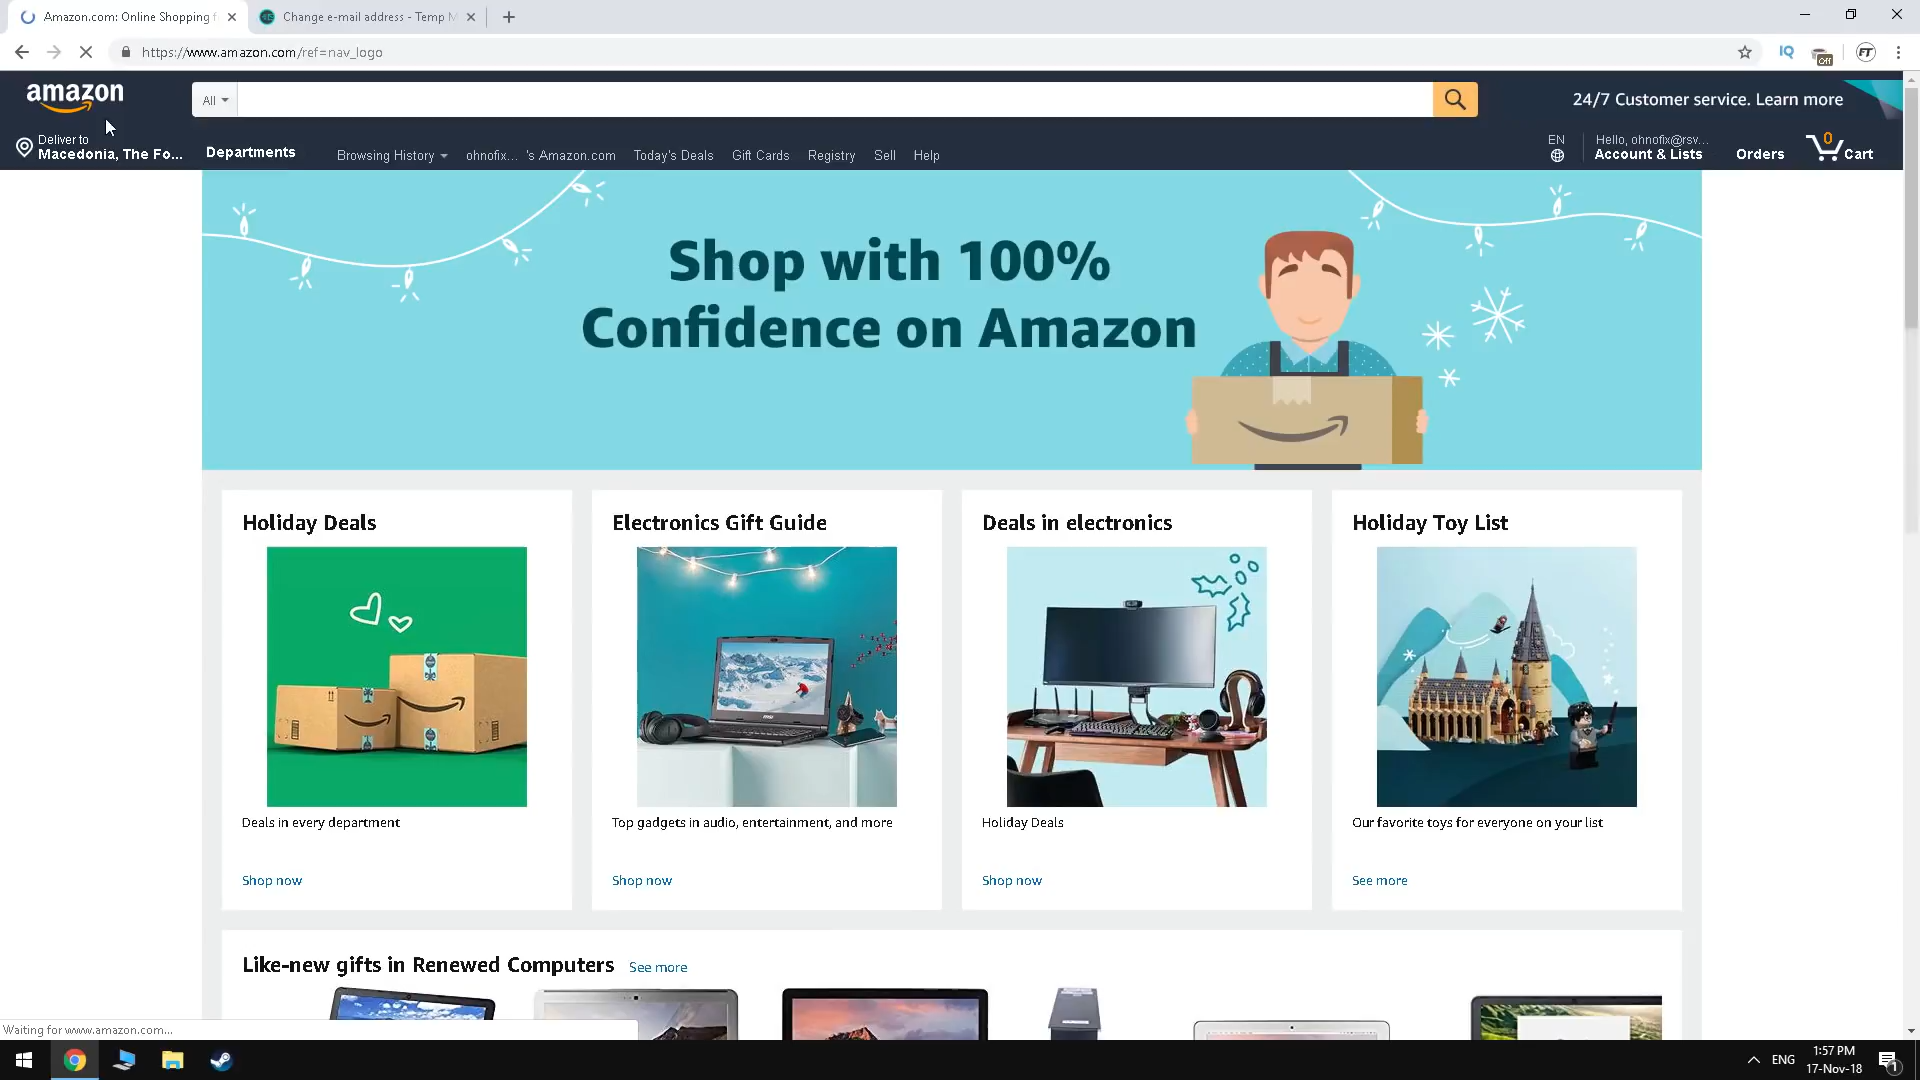 Amazon.com: Online Shopping f
Change e-mail address - Temp M
https://www.amazon.com/ref=nav_logo
IQ
Off
FT
amazon
All
24/7 Customer service. Learn more
Deliver to
Macedonia, The Fo...
Departments
Browsing History
ohnofix... 's Amazon.com
Today's Deals
Gift Cards
Registry
Sell
Help
EN
Hello, ohnofix@rsv...
Account & Lists
Orders
0
Cart
Shop with 100%
Confidence on Amazon
Holiday Deals
Electronics Gift Guide
Deals in electronics
Holiday Toy List
Deals in every department
Top gadgets in audio, entertainment, and more
Holiday Deals
Our favorite toys for everyone on your list
Shop now
Shop now
Shop now
See more
Like-new gifts in Renewed Computers
See more
Waiting for www.amazon.com...
ENG
1:57 PM
17-Nov-18
1